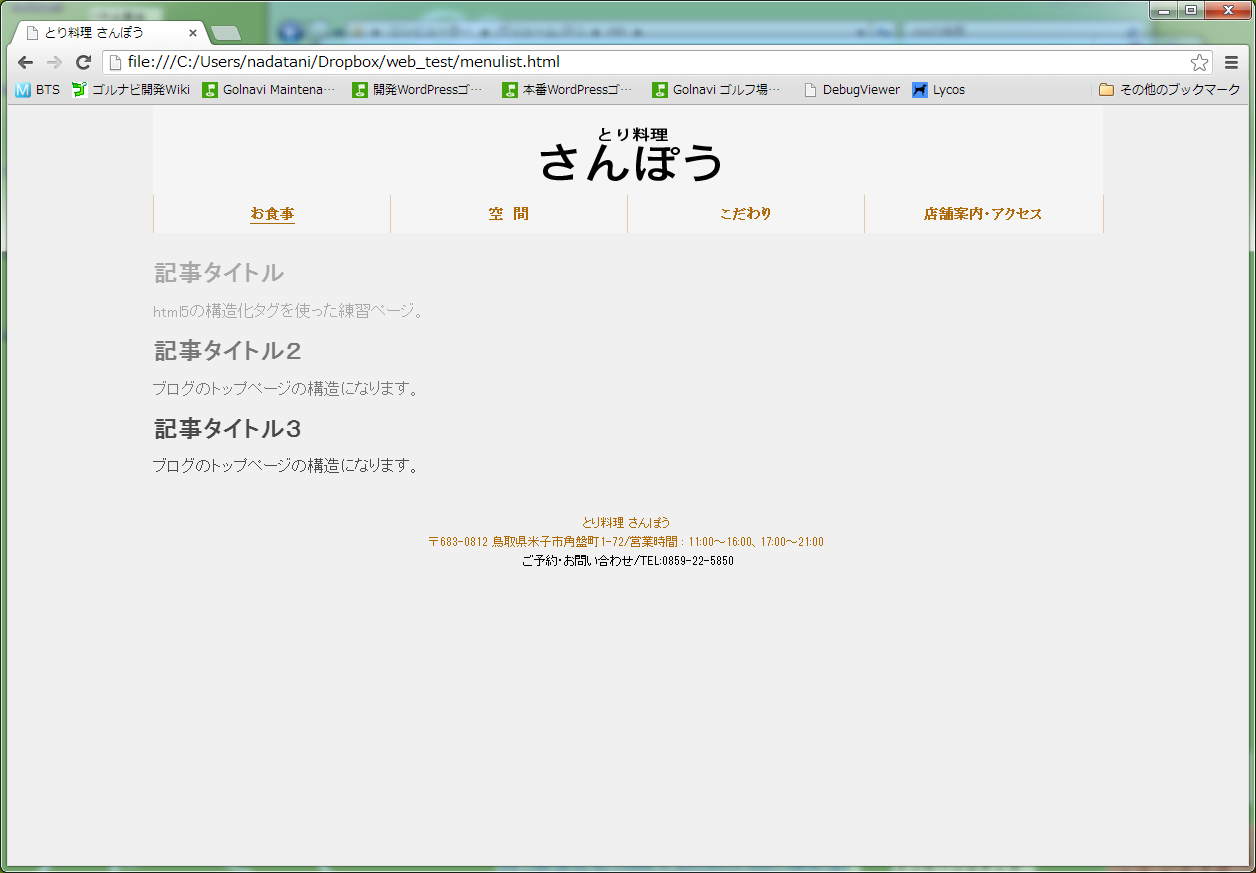 とり料理 さんぽう
file:///C:/Users/nadatani/Dropbox/web_test/menulist.html
BTS ゴルナビ開発Wiki Golnavi Maintena… 開発WordPressゴ… 本番WordPressゴ… Golnavi ゴルフ場… DebugViewer Lycos その他のブックマーク
とり料理
さんぽう
お食事 空 間 こだわり 店舗案内・アクセス
記事タイトル
html5の構造化タグを使った練習ページ。
記事タイトル2
ブログのトップページの構造になります。
記事タイトル3
ブログのトップページの構造になります。
とり料理 さんぽう
〒683-0812 鳥取県米子市角盤町1-72/営業時間：11:00～16:00、17:00～21:00
ご予約・お問い合わせ/TEL:0859-22-5850